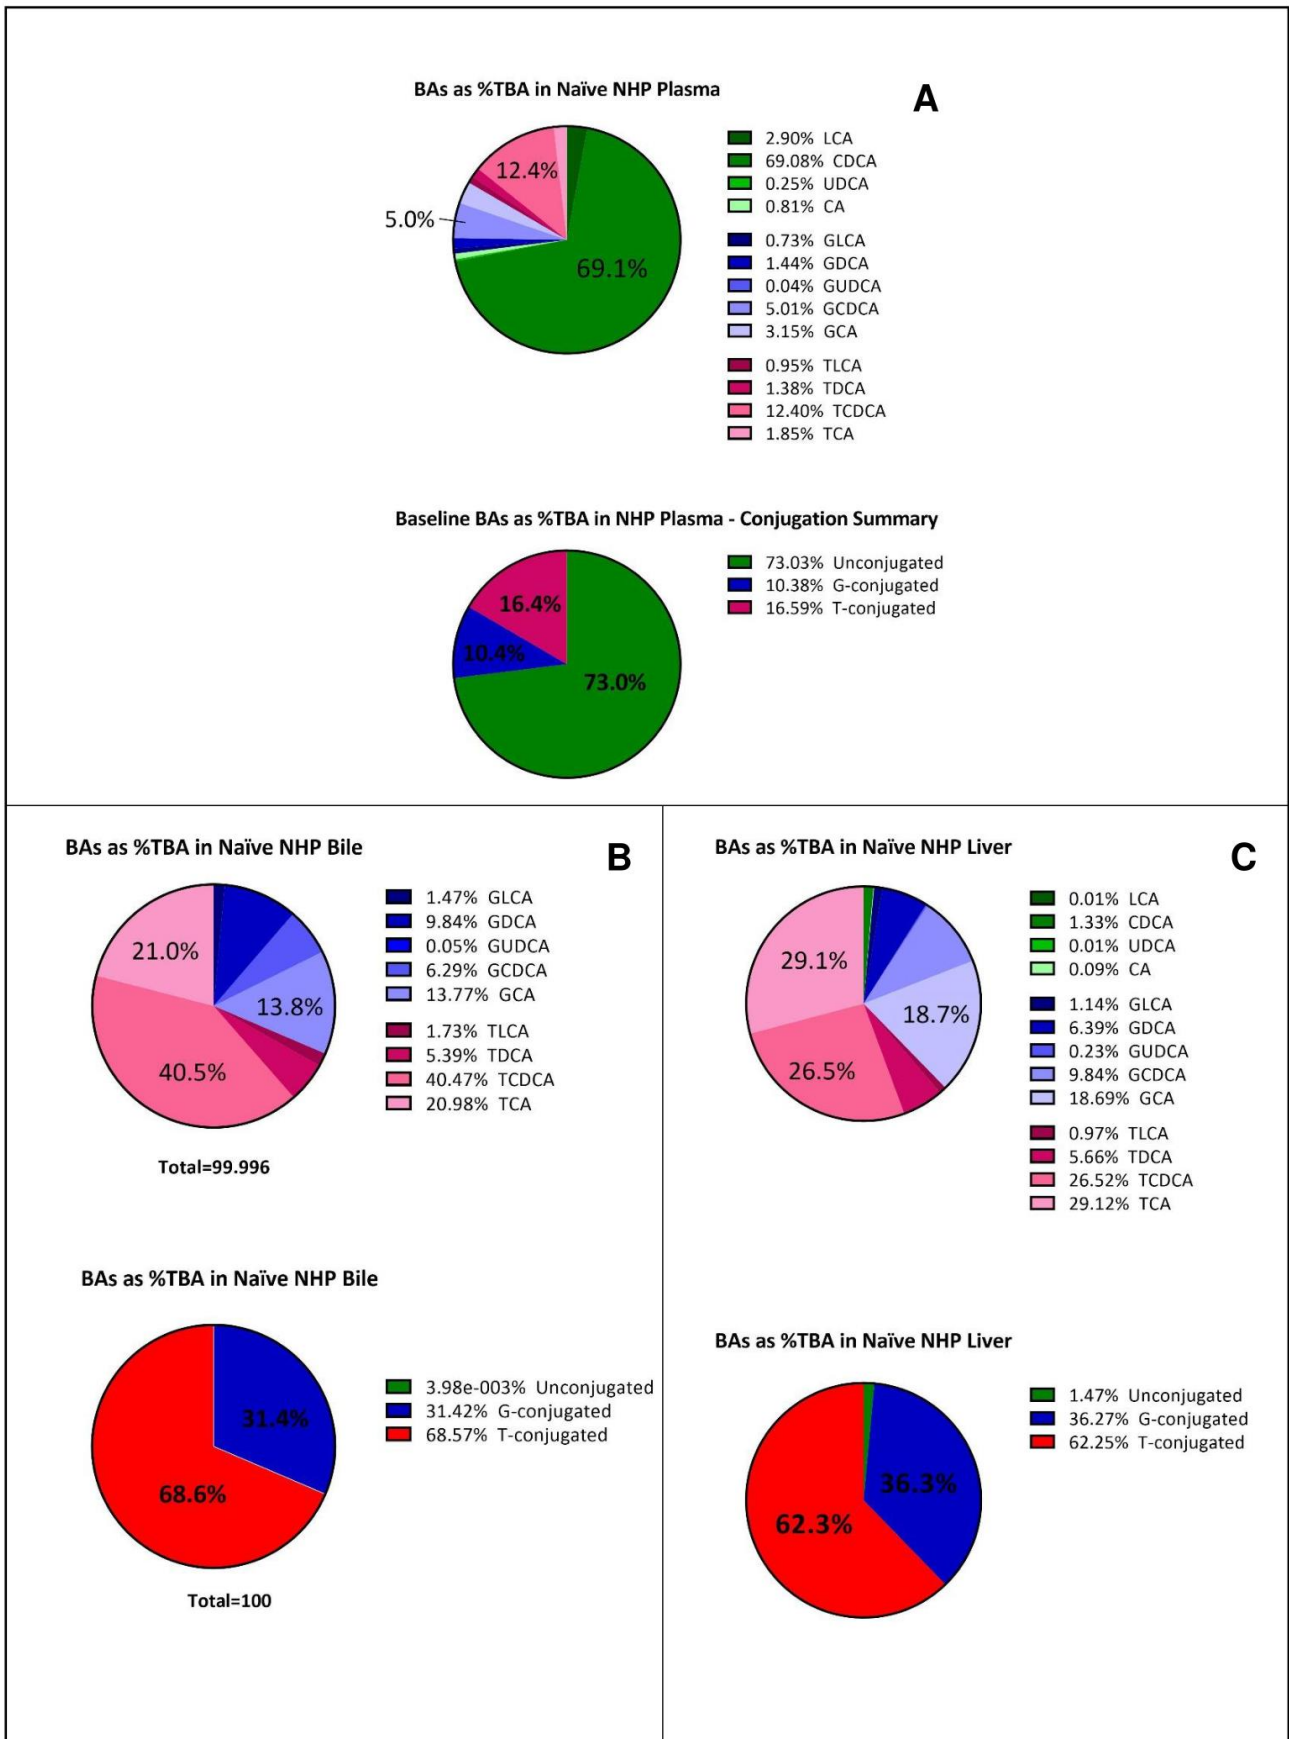 BAs as %TBA in Naïve NHP Plasma
A
12.4%
5.0%
69.1%
2.90% LCA
69.08% CDCA
0.25% UDCA
0.81% CA
0.73% GLCA
1.44% GDCA
0.04% GUDCA
5.01% GCDCA
3.15% GCA
0.95% TLCA
1.38% TDCA
12.40% TCDCA
1.85% TCA
Baseline BAs as %TBA in NHP Plasma - Conjugation Summary
16.4%
10.4%
73.0%
73.03% Unconjugated
10.38% G-conjugated
16.59% T-conjugated
BAs as %TBA in Naïve NHP Bile
B
21.0%
13.8%
40.5%
1.47% GLCA
9.84% GDCA
0.05% GUDCA
6.29% GCDCA
13.77% GCA
1.73% TLCA
5.39% TDCA
40.47% TCDCA
20.98% TCA
Total=99.996
BAs as %TBA in Naïve NHP Bile
31.4%
68.6%
3.98e-003% Unconjugated
31.42% G-conjugated
68.57% T-conjugated
Total=100
BAs as %TBA in Naïve NHP Liver
C
29.1%
18.7%
26.5%
0.01% LCA
1.33% CDCA
0.01% UDCA
0.09% CA
1.14% GLCA
6.39% GDCA
0.23% GUDCA
9.84% GCDCA
18.69% GCA
0.97% TLCA
5.66% TDCA
26.52% TCDCA
29.12% TCA
BAs as %TBA in Naïve NHP Liver
36.3%
62.3%
1.47% Unconjugated
36.27% G-conjugated
62.25% T-conjugated